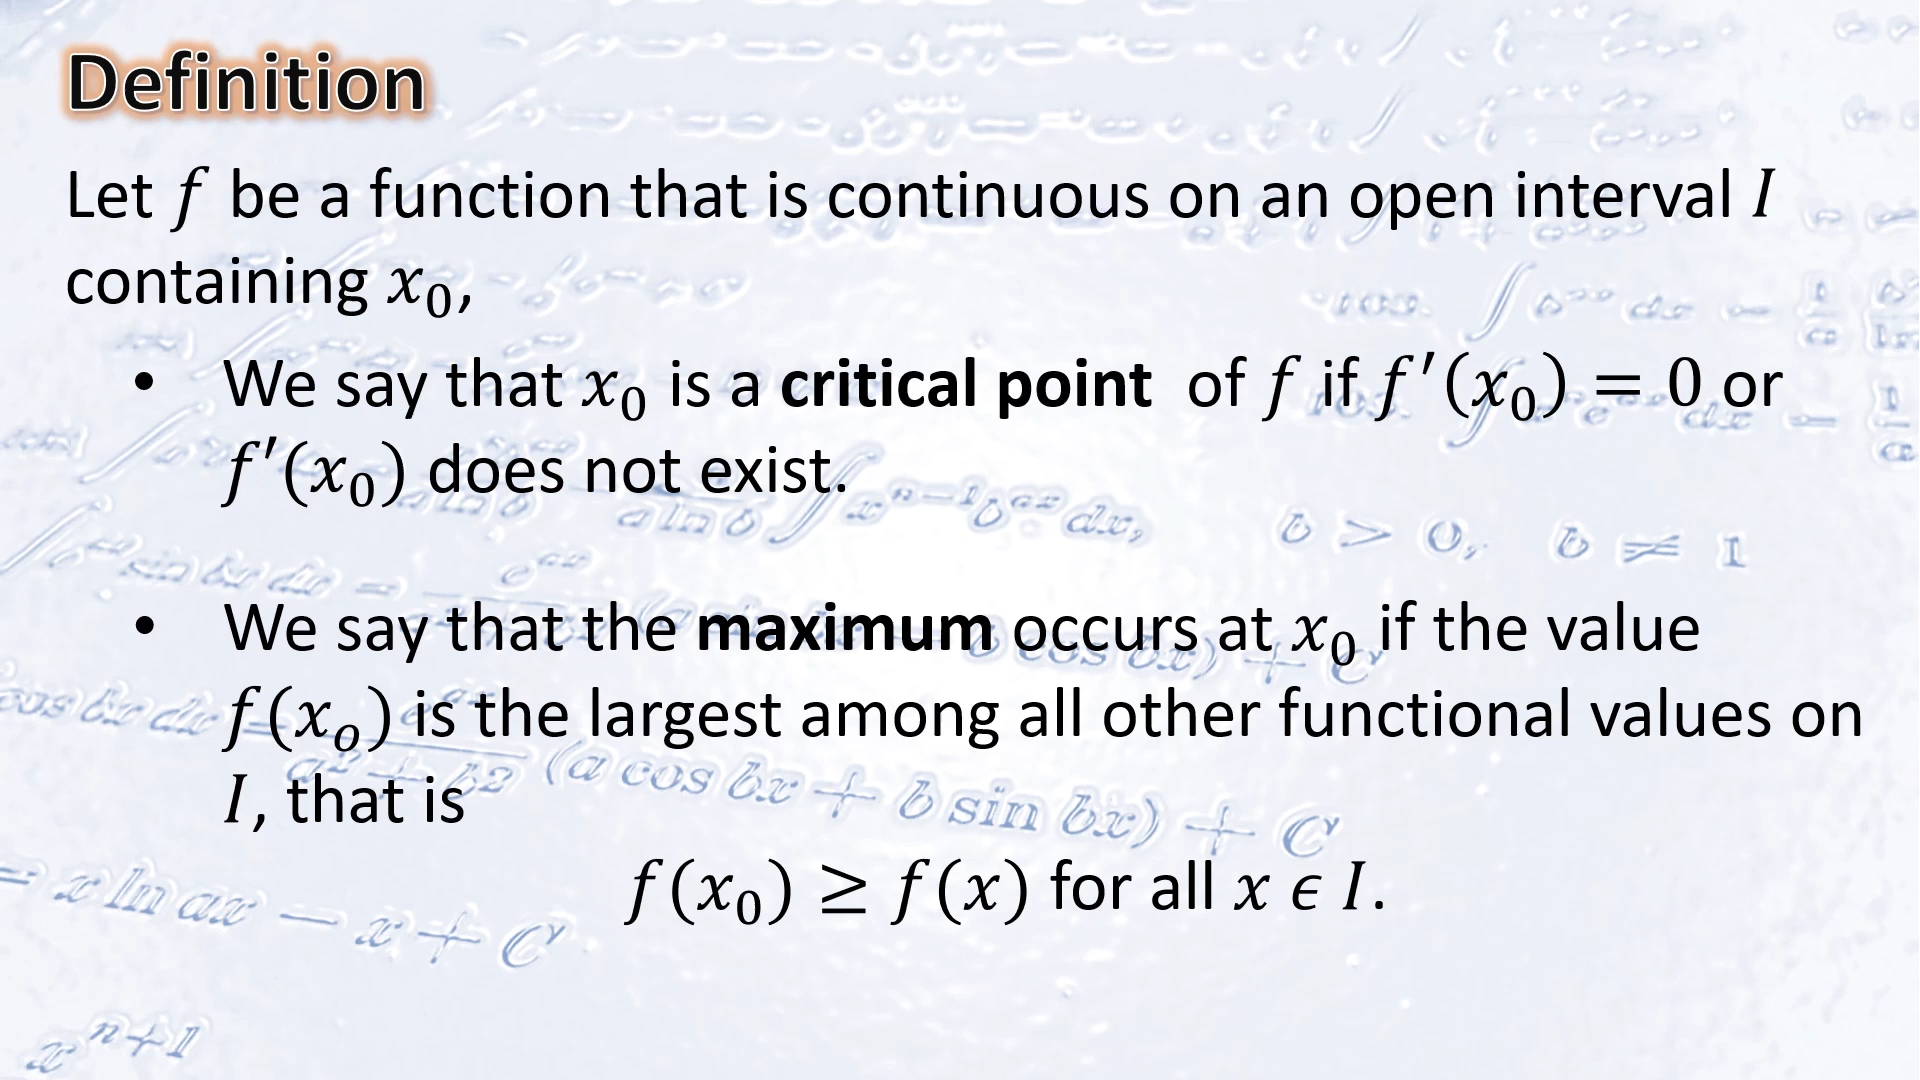 Definition
Let f be a function that is continuous on an open interval I
containing x₀,
• We say that x₀ is a critical point of f if f′(x₀) = 0 or
f′(x₀) does not exist.
• We say that the maximum occurs at x₀ if the value
f(xₒ) is the largest among all other functional values on
I, that is
f(x₀) ≥ f(x) for all x ϵ I.